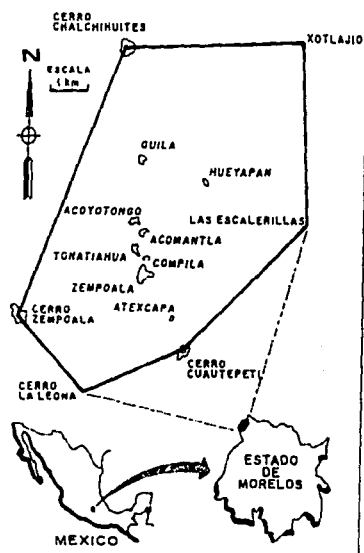 CERRO
CHALCHIHUITES
XOTLAJIO
N
ESCALA
1 km
QUILA
HUEYAPAN
ACOYOTONGO
LAS ESCALERILLAS
ACOMANTLA
TONATIAHUA
COMPILA
ZEMPOALA
ATEXCAPA
CERRO
ZEMPOALA
CERRO
CUAUTEPETL
CERRO
LA LEONA
ESTADO
DE
MORELOS
MEXICO